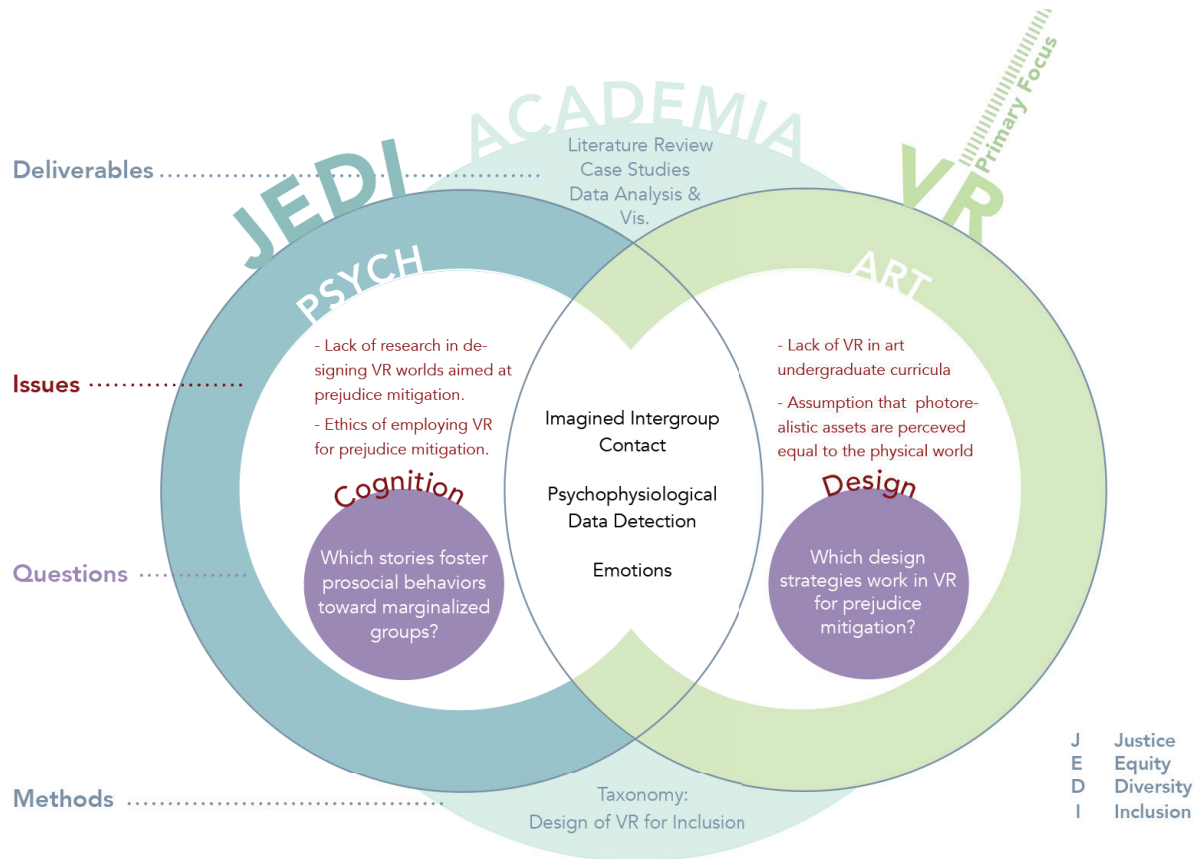 ACADEMIA
JEDI
VR
Primary Focus
Deliverables
Literature Review
Case Studies
Data Analysis &
Vis.
PSYCH
ART
Issues
- Lack of research in de-
signing VR worlds aimed at
prejudice mitigation.
- Ethics of employing VR
for prejudice mitigation.
Cognition
Imagined Intergroup
Contact
Psychophysiological
Data Detection
Emotions
- Lack of VR in art
undergraduate curricula
- Assumption that photore-
alistic assets are perceved
equal to the physical world
Design
Questions
Which stories foster
prosocial behaviors
toward marginalized
groups?
Which design
strategies work in VR
for prejudice
mitigation?
Methods
Taxonomy:
Design of VR for Inclusion
J Justice
E Equity
D Diversity
I Inclusion